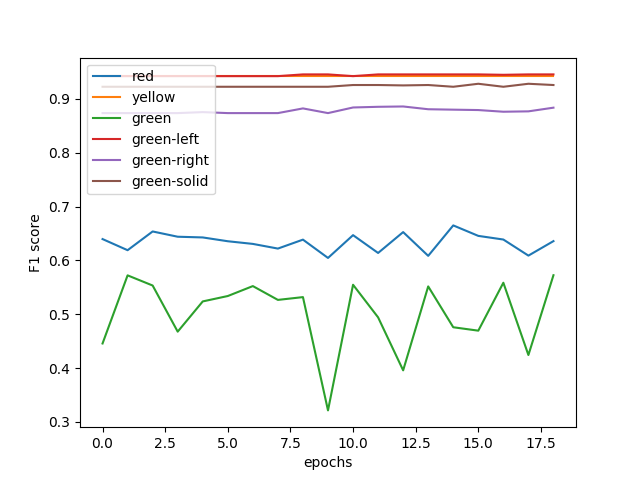 red
yellow
green
green-left
green-right
green-solid
F1 score
0.9
0.8
0.7
0.6
0.5
0.4
0.3
0.0 2.5 5.0 7.5 10.0 12.5 15.0 17.5
epochs